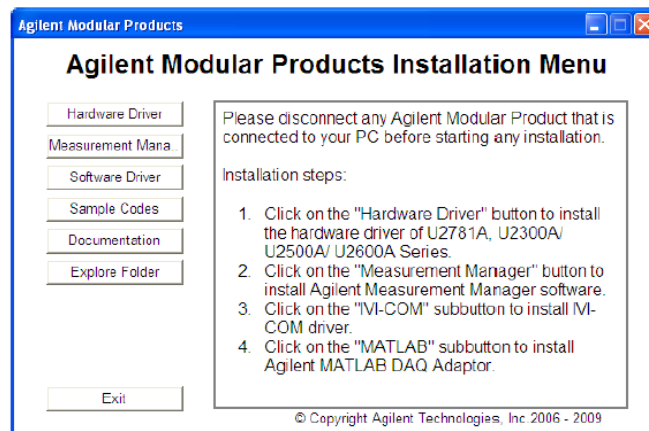 Agilent Modular Products
Agilent Modular Products Installation Menu
Hardware Driver
Measurement Mana..
Software Driver
Sample Codes
Documentation
Explore Folder
Exit
Please disconnect any Agilent Modular Product that is
connected to your PC before starting any installation.
Installation steps:
1. Click on the "Hardware Driver" button to install
the hardware driver of U2781A, U2300A/
U2500A/ U2600A Series.
2. Click on the "Measurement Manager" button to
install Agilent Measurement Manager software.
3. Click on the "IVI-COM" subbutton to install IVI-
COM driver.
4. Click on the "MATLAB" subbutton to install
Agilent MATLAB DAQ Adaptor.
© Copyright Agilent Technologies, Inc.2006 - 2009